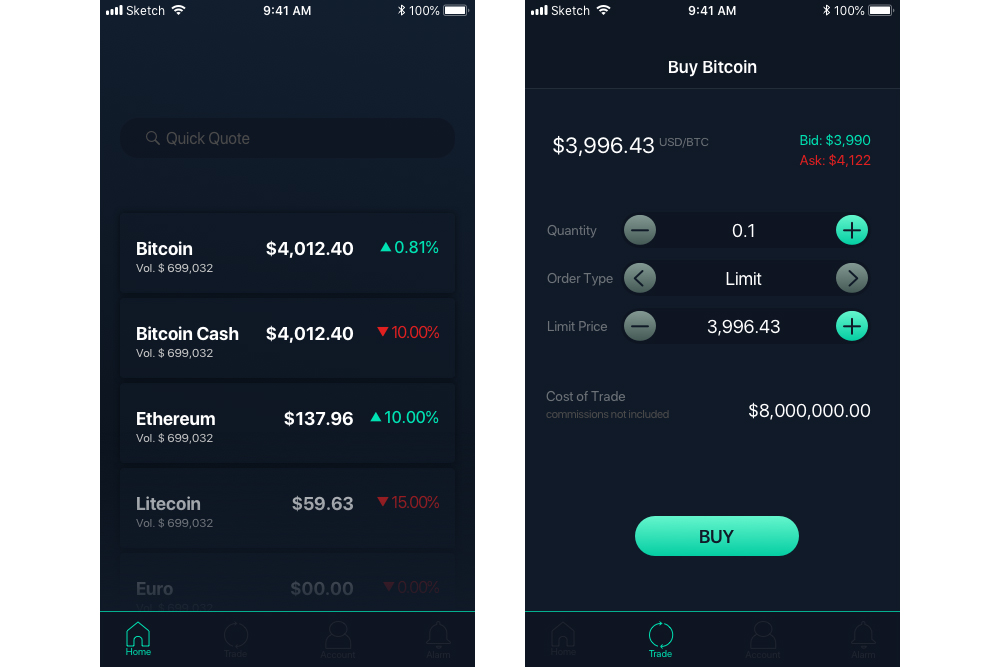 Sketch 9:41 AM 100%
Quick Quote
Bitcoin $4,012.40 ▲0.81%
Vol. $ 699,032
Bitcoin Cash $4,012.40 ▼10.00%
Vol. $ 699,032
Ethereum $137.96 ▲10.00%
Vol. $ 699,032
Litecoin $59.63 ▼15.00%
Vol. $ 699,032
Euro $00.00 ▼0.00%
Vol. $ 699,032
Home Trade Account Alarm
Sketch 9:41 AM 100%
Buy Bitcoin
$3,996.43 USD/BTC
Bid: $3,990
Ask: $4,122
Quantity 0.1
Order Type Limit
Limit Price 3,996.43
Cost of Trade
commissions not included
$8,000,000.00
BUY
Home Trade Account Alarm